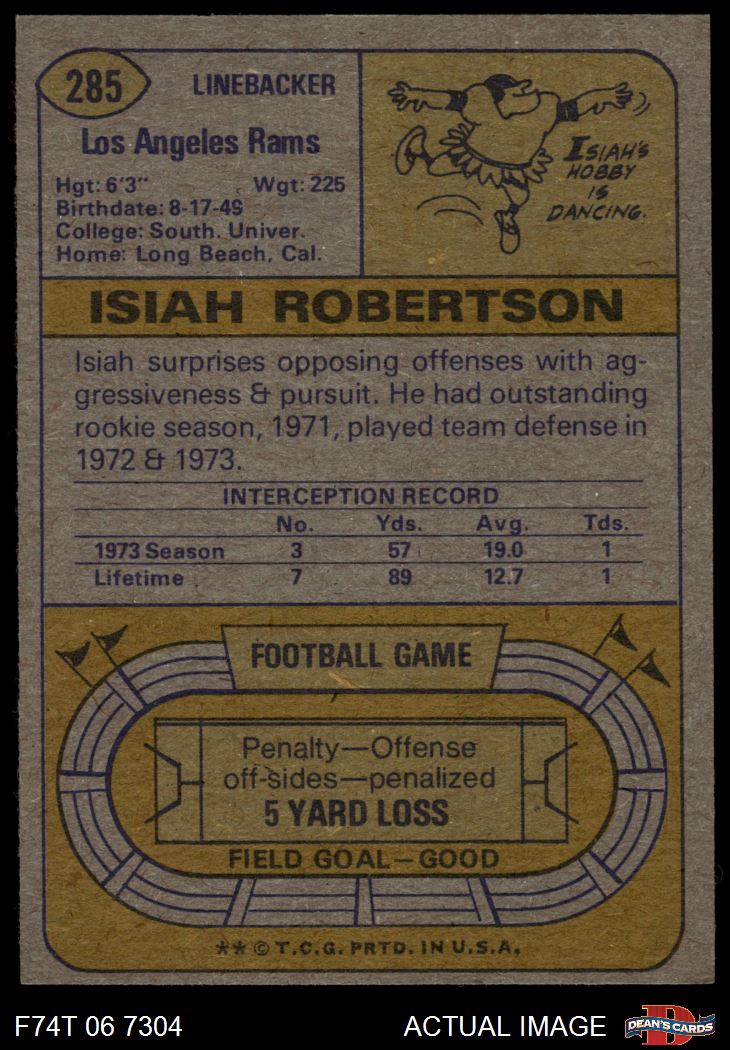 285
LINEBACKER
Los Angeles Rams
Hgt: 6'3" Wgt: 225
Birthdate: 8-17-49
College: South. Univer.
Home: Long Beach, Cal.
ISIAH'S
HOBBY
IS
DANCING.
ISIAH ROBERTSON
Isiah surprises opposing offenses with ag-
gressiveness & pursuit. He had outstanding
rookie season, 1971, played team defense in
1972 & 1973.
INTERCEPTION RECORD
No. Yds. Avg. Tds.
1973 Season 3 57 19.0 1
Lifetime 7 89 12.7 1
FOOTBALL GAME
Penalty—Offense
off-sides—penalized
5 YARD LOSS
FIELD GOAL—GOOD
** © T.C.G. PRTD. IN U.S.A.
F74T 06 7304 ACTUAL IMAGE
D
DEAN'S CARDS